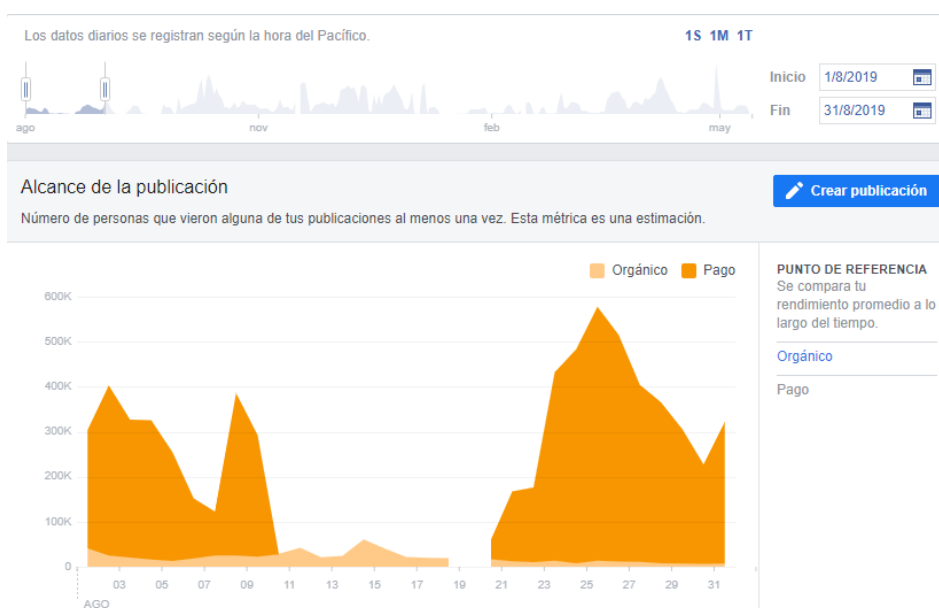 Los datos diarios se registran según la hora del Pacífico.
1S 1M 1T
Inicio 1/8/2019
Fin 31/8/2019
ago nov feb may
Alcance de la publicación
Crear publicación
Número de personas que vieron alguna de tus publicaciones al menos una vez. Esta métrica es una estimación.
Orgánico Pago
PUNTO DE REFERENCIA
Se compara tu
rendimiento promedio a lo
largo del tiempo.
Orgánico
Pago
600K
500K
400K
300K
200K
100K
0
03 05 07 09 11 13 15 17 19 21 23 25 27 29 31
AGO